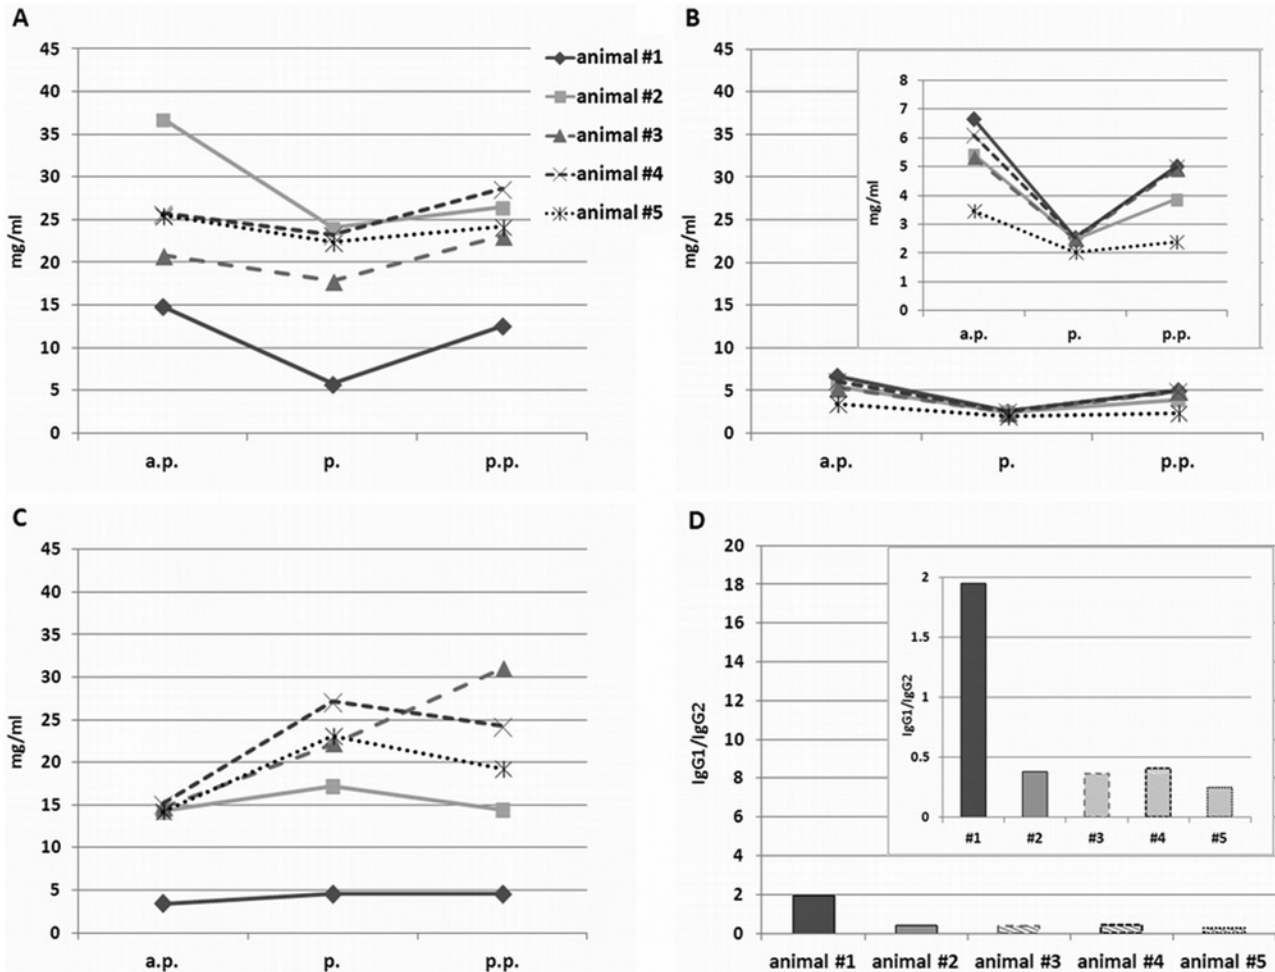 A
45
40
35
30
25
20
15
10
5
0
mg/ml
a.p. p. p.p.
animal #1
animal #2
animal #3
animal #4
animal #5
B
45
40
35
30
25
20
15
10
5
0
mg/ml
a.p. p. p.p.
8
7
6
5
4
3
2
1
0
mg/ml
a.p. p. p.p.
C
45
40
35
30
25
20
15
10
5
0
mg/ml
a.p. p. p.p.
D
20
18
16
14
12
10
8
6
4
2
0
IgG1/IgG2
animal #1 animal #2 animal #3 animal #4 animal #5
2
1.5
1
0.5
0
IgG1/IgG2
#1 #2 #3 #4 #5